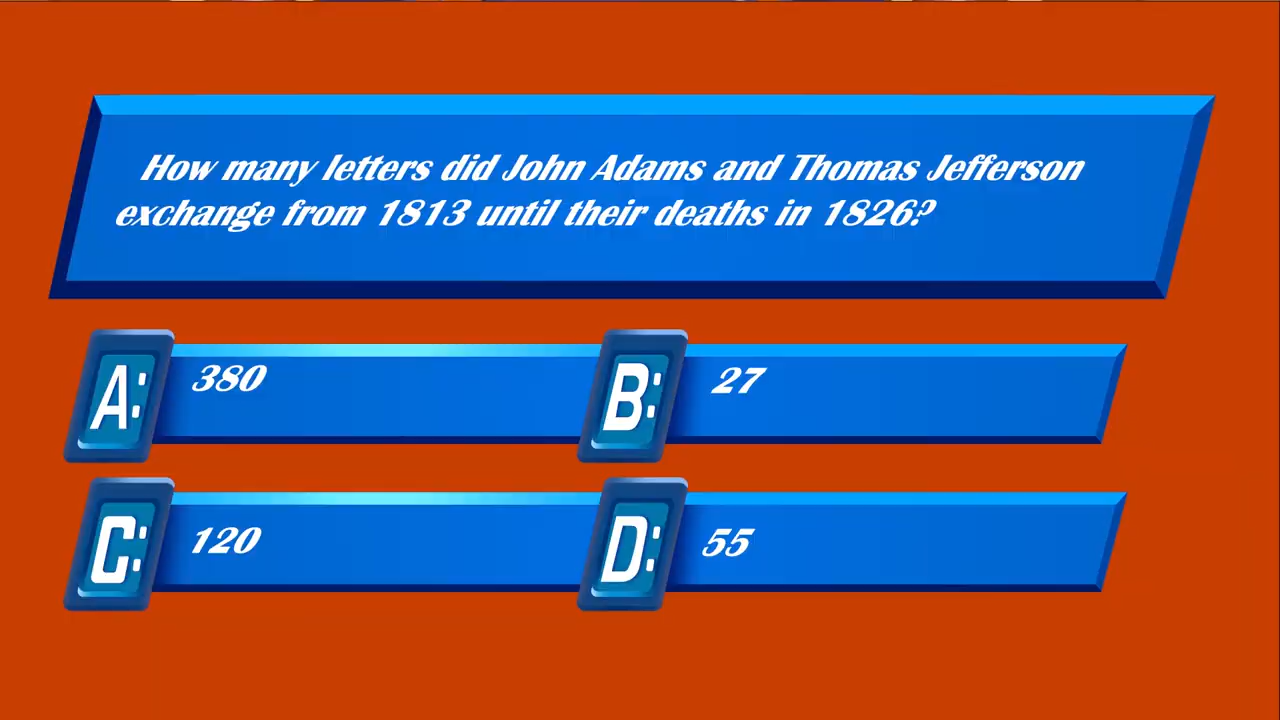 How many letters did John Adams and Thomas Jefferson
exchange from 1813 until their deaths in 1826?
A: 380
B: 27
C: 120
D: 55